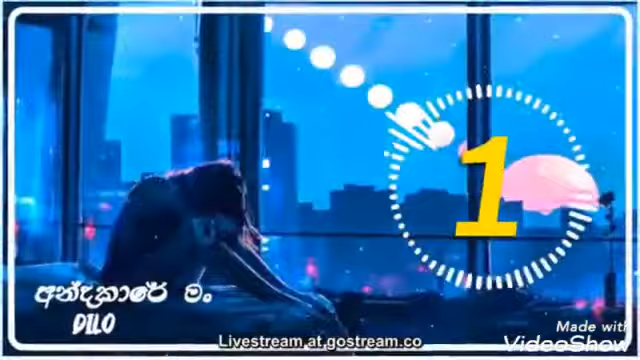 1
අන්දකාරේ මං
DILO
Made with
VideoShow
Livestream at gostream.co